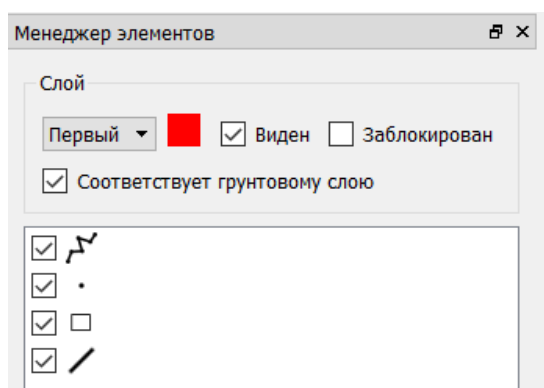 Менеджер элементов
Слой
Первый Виден Заблокирован
Соответствует грунтовому слою